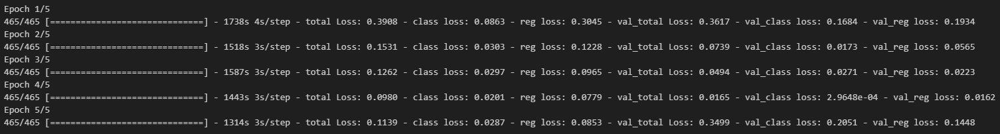 Epoch 1/5
465/465 [==============================] - 1738s 4s/step - total Loss: 0.3908 - class loss: 0.0863 - reg loss: 0.3045 - val_total Loss: 0.3617 - val_class loss: 0.1684 - val_reg loss: 0.1934
Epoch 2/5
465/465 [==============================] - 1518s 3s/step - total Loss: 0.1531 - class loss: 0.0303 - reg loss: 0.1228 - val_total Loss: 0.0739 - val_class loss: 0.0173 - val_reg loss: 0.0565
Epoch 3/5
465/465 [==============================] - 1587s 3s/step - total Loss: 0.1262 - class loss: 0.0297 - reg loss: 0.0965 - val_total Loss: 0.0494 - val_class loss: 0.0271 - val_reg loss: 0.0223
Epoch 4/5
465/465 [==============================] - 1443s 3s/step - total Loss: 0.0980 - class loss: 0.0201 - reg loss: 0.0779 - val_total Loss: 0.0165 - val_class loss: 2.9648e-04 - val_reg loss: 0.0162
Epoch 5/5
465/465 [==============================] - 1314s 3s/step - total Loss: 0.1139 - class loss: 0.0287 - reg loss: 0.0853 - val_total Loss: 0.3499 - val_class loss: 0.2051 - val_reg loss: 0.1448